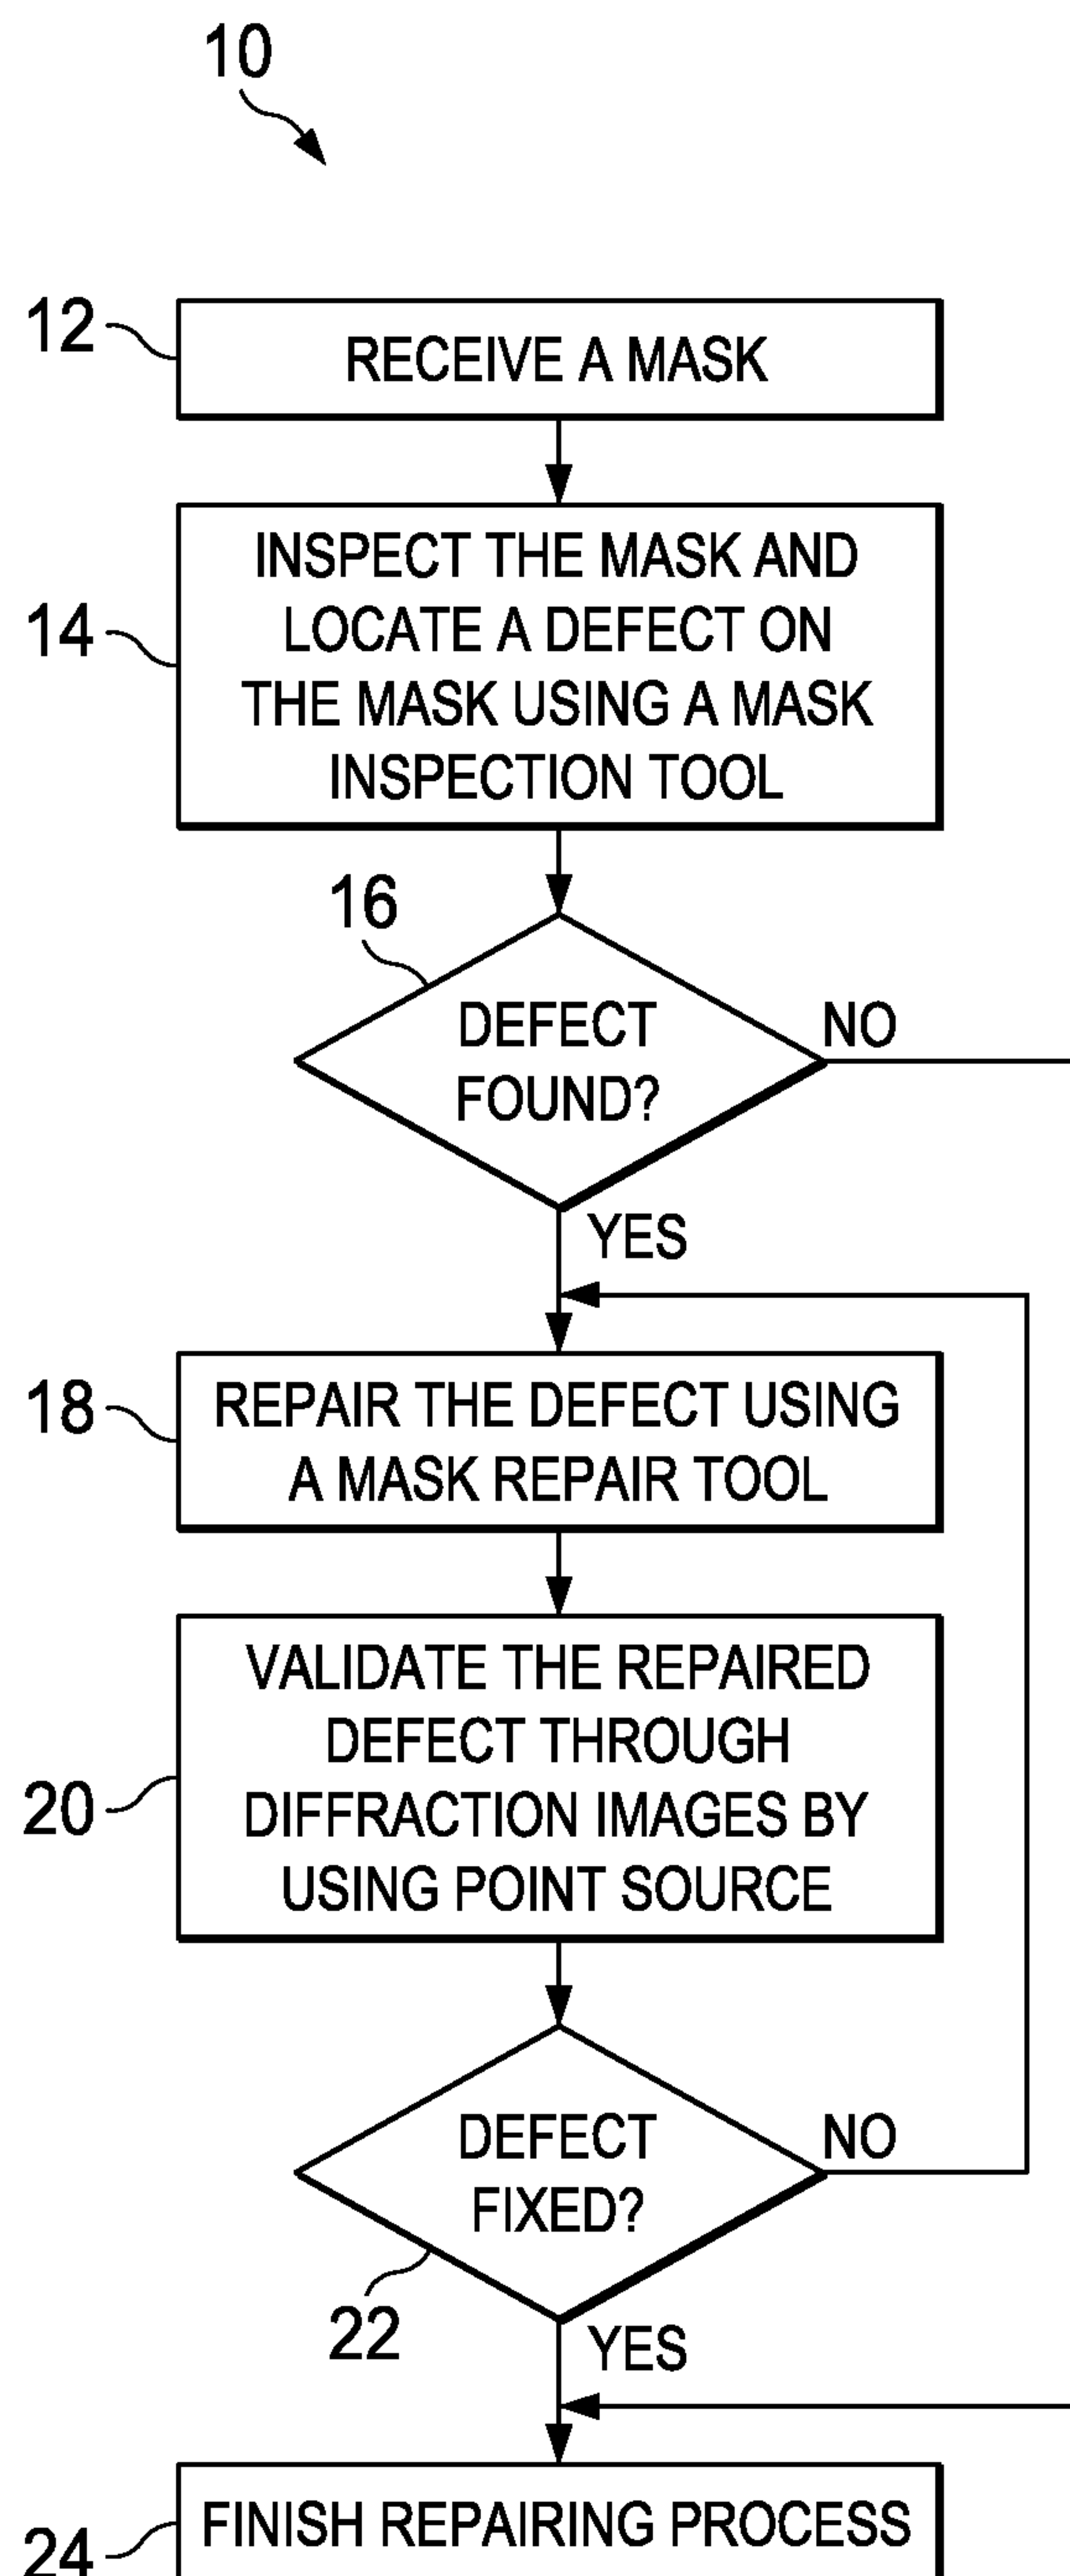 10
12
RECEIVE A MASK
14
INSPECT THE MASK AND
LOCATE A DEFECT ON
THE MASK USING A MASK
INSPECTION TOOL
16
DEFECT
FOUND?
NO
YES
18
REPAIR THE DEFECT USING
A MASK REPAIR TOOL
20
VALIDATE THE REPAIRED
DEFECT THROUGH
DIFFRACTION IMAGES BY
USING POINT SOURCE
DEFECT
FIXED?
NO
22
YES
24
FINISH REPAIRING PROCESS